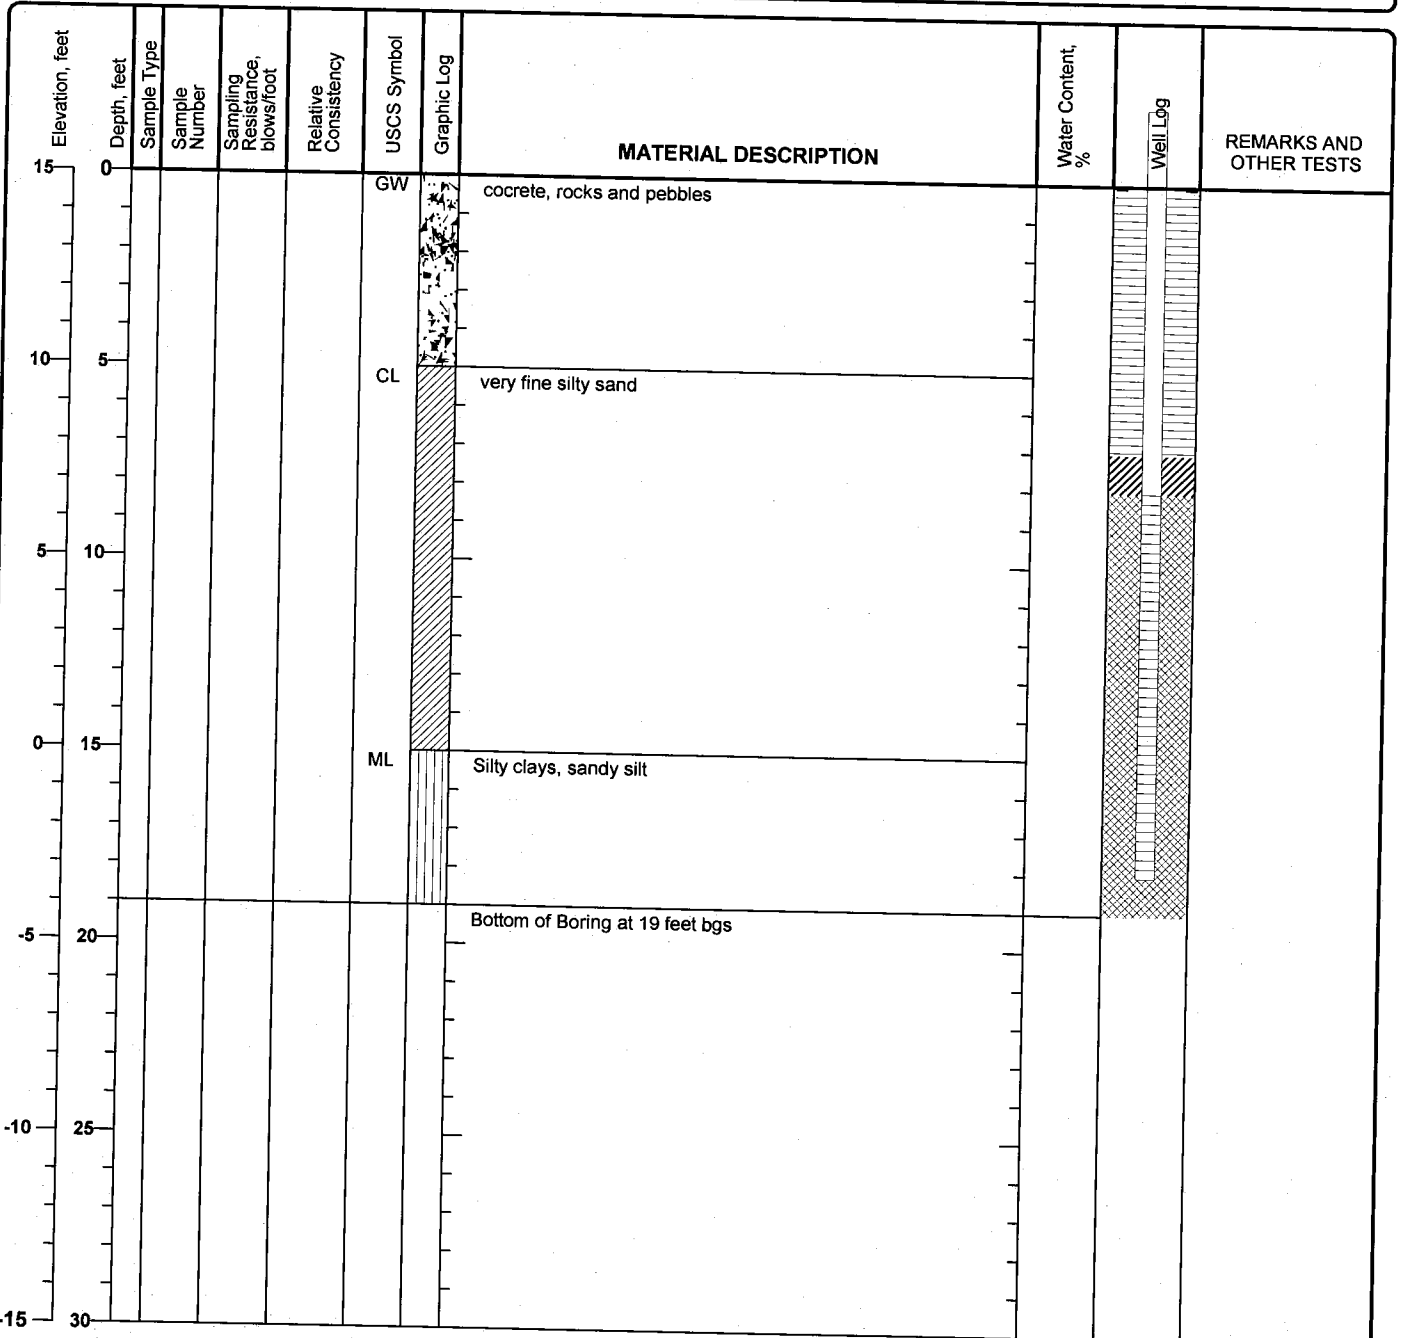 Elevation, feet
Depth, feet
Sample Type
Sample
Number
Sampling
Resistance,
blows/foot
Relative
Consistency
USCS Symbol
Graphic Log
MATERIAL DESCRIPTION
Water Content,
%
Well Log
REMARKS AND
OTHER TESTS
15 0
GW cocrete, rocks and pebbles
10 5
CL very fine silty sand
5 10
0 15
ML Silty clays, sandy silt
Bottom of Boring at 19 feet bgs
-5 20
-10 25
-15 30